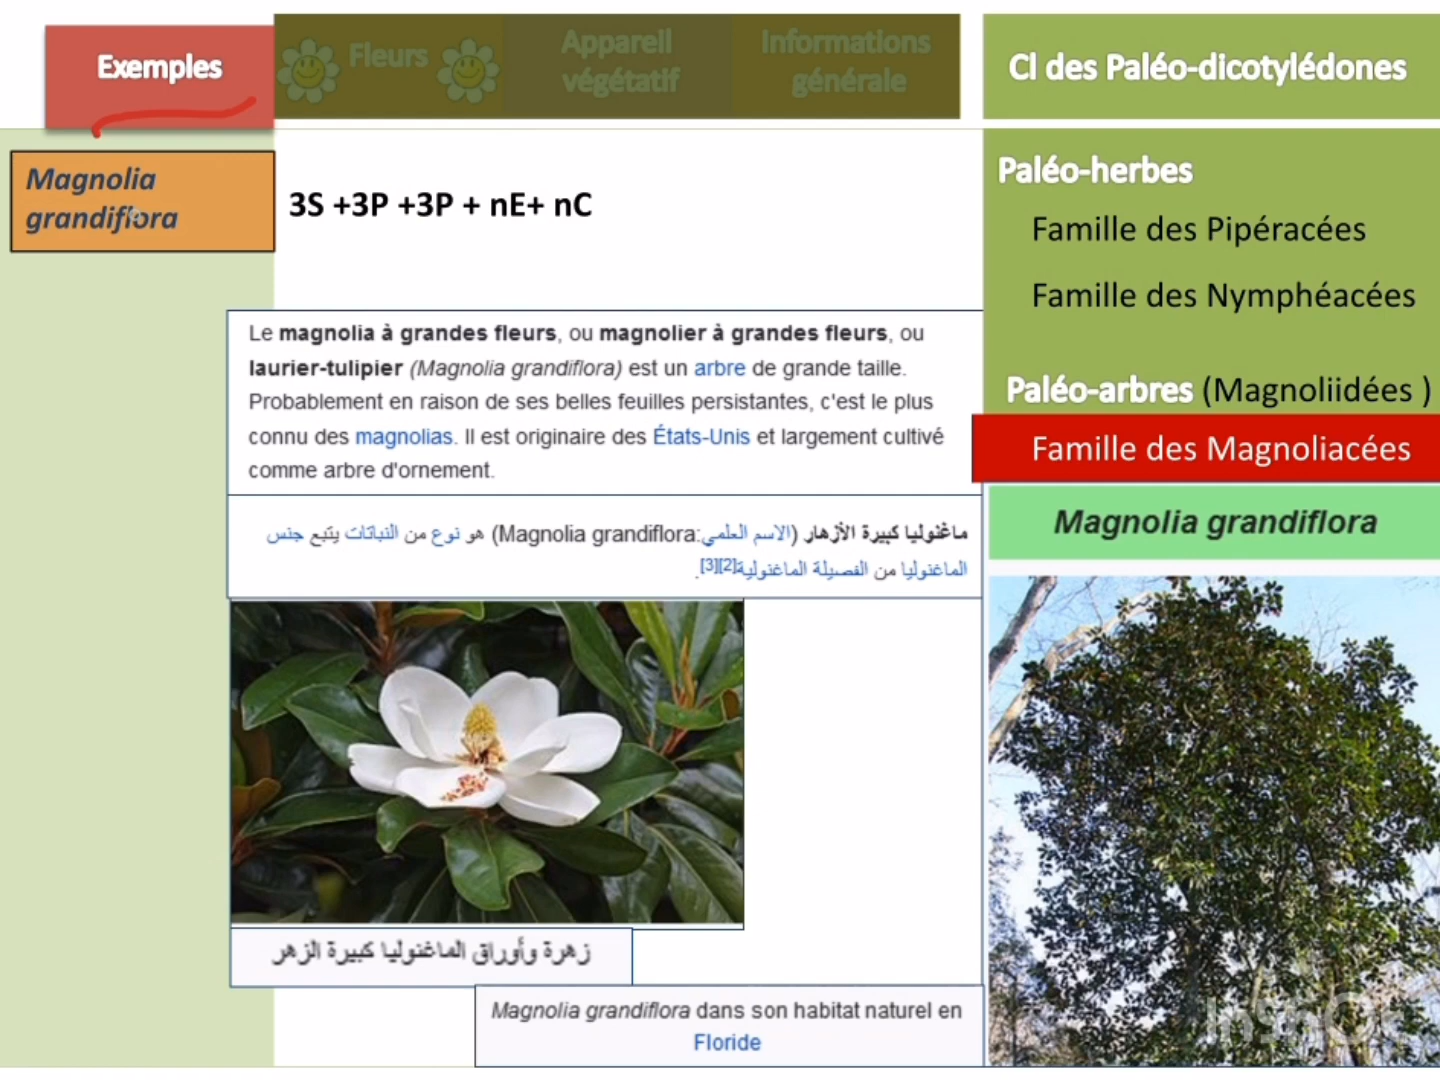 Exemples
Fleurs
Appareil
végétatif
Informations
générale
Cl des Paléo-dicotylédones
Magnolia
grandiflora
3S +3P +3P + nE+ nC
Le magnolia à grandes fleurs, ou magnolier à grandes fleurs, ou
laurier-tulipier (Magnolia grandiflora) est un arbre de grande taille.
Probablement en raison de ses belles feuilles persistantes, c'est le plus
connu des magnolias. Il est originaire des États-Unis et largement cultivé
comme arbre d'ornement.
ماغنوليا كبيرة الأزهار (الاسم العلمي:Magnolia grandiflora) هو نوع من النباتات يتبع جنس
الماغنوليا من الفصيلة الماغنولية[2][3].
زهرة وأوراق الماغنوليا كبيرة الزهر
Magnolia grandiflora dans son habitat naturel en
Floride
Paléo-herbes
Famille des Pipéracées
Famille des Nymphéacées
Paléo-arbres (Magnoliidées )
Famille des Magnoliacées
Magnolia grandiflora